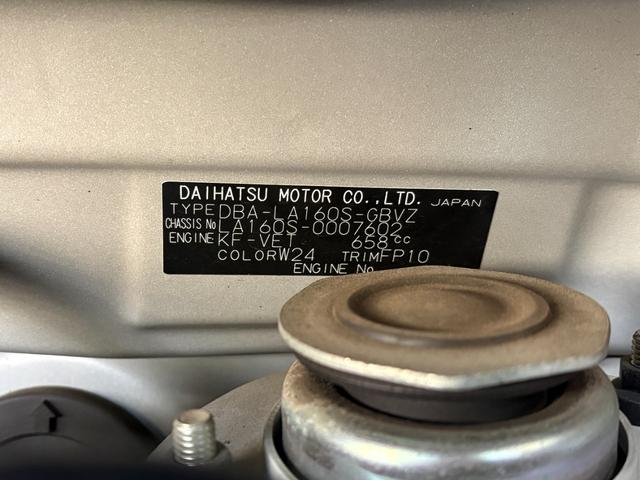 DAIHATSU MOTOR CO.,LTD. JAPAN
TYPE DBA-LA160S-GBVZ
CHASSIS No LA160S-0007602
ENGINE KF-VET 658cc
COLOR W24 TRIM FP10
ENGINE No